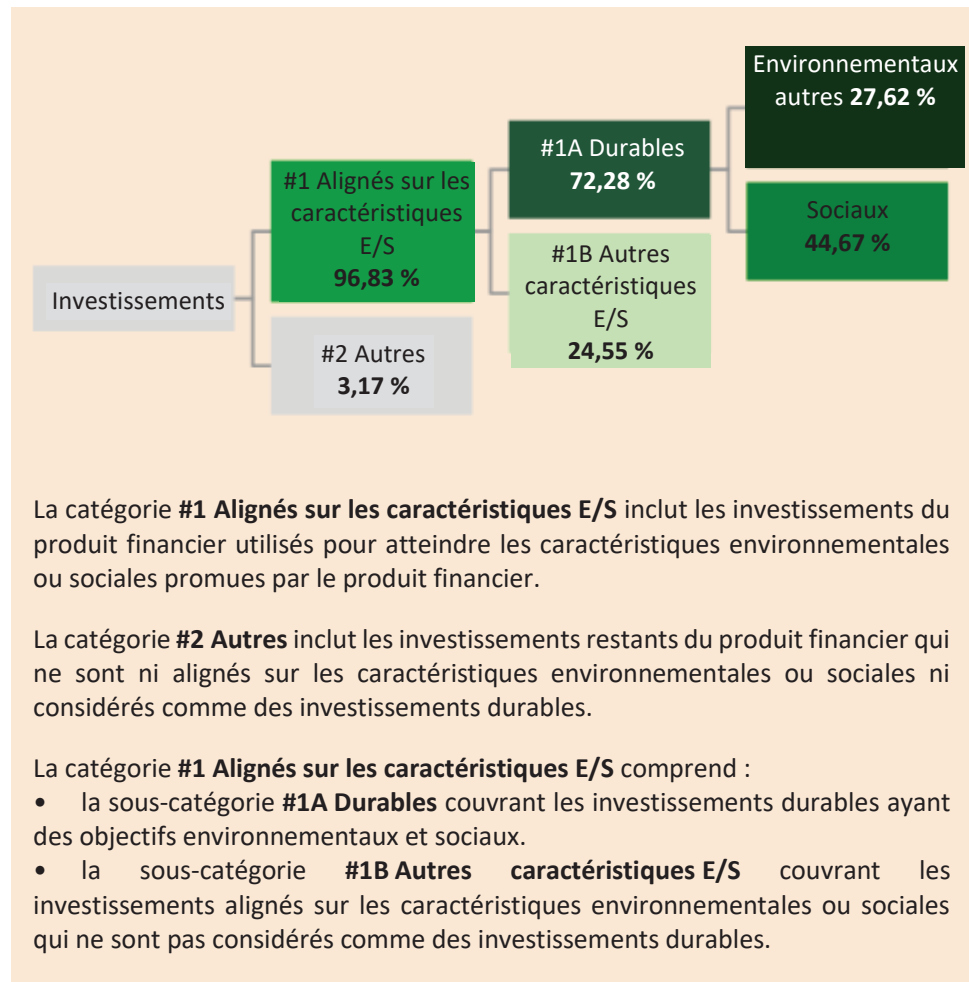 Environnementaux
autres 27,62 %
#1A Durables
72,28 %
#1 Alignés sur les
caractéristiques
E/S
96,83 %
Sociaux
44,67 %
#1B Autres
caractéristiques
E/S
24,55 %
Investissements
#2 Autres
3,17 %
La catégorie #1 Alignés sur les caractéristiques E/S inclut les investissements du
produit financier utilisés pour atteindre les caractéristiques environnementales
ou sociales promues par le produit financier.
La catégorie #2 Autres inclut les investissements restants du produit financier qui
ne sont ni alignés sur les caractéristiques environnementales ou sociales ni
considérés comme des investissements durables.
La catégorie #1 Alignés sur les caractéristiques E/S comprend :
• la sous-catégorie #1A Durables couvrant les investissements durables ayant
des objectifs environnementaux et sociaux.
• la sous-catégorie #1B Autres caractéristiques E/S couvrant les
investissements alignés sur les caractéristiques environnementales ou sociales
qui ne sont pas considérés comme des investissements durables.